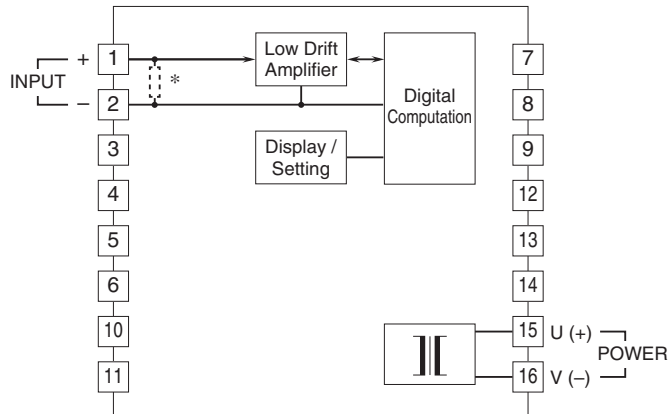 + 1
INPUT
− 2
*
3
4
5
6
10
11
Low Drift
Amplifier
Digital
Computation
Display /
Setting
7
8
9
12
13
14
15 U (+)
POWER
16 V (–)